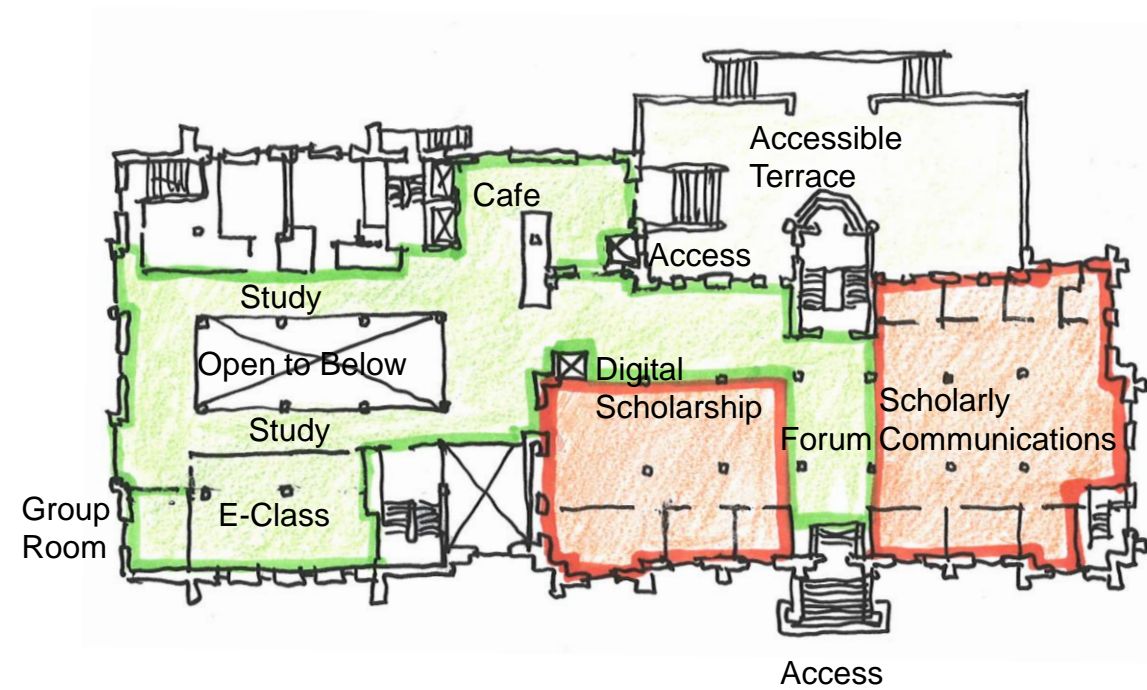 Accessible
Terrace
Cafe
Access
Study
Open to Below
Digital
Scholarship
Scholarly
Study
Forum Communications
Group
Room
E-Class
Access